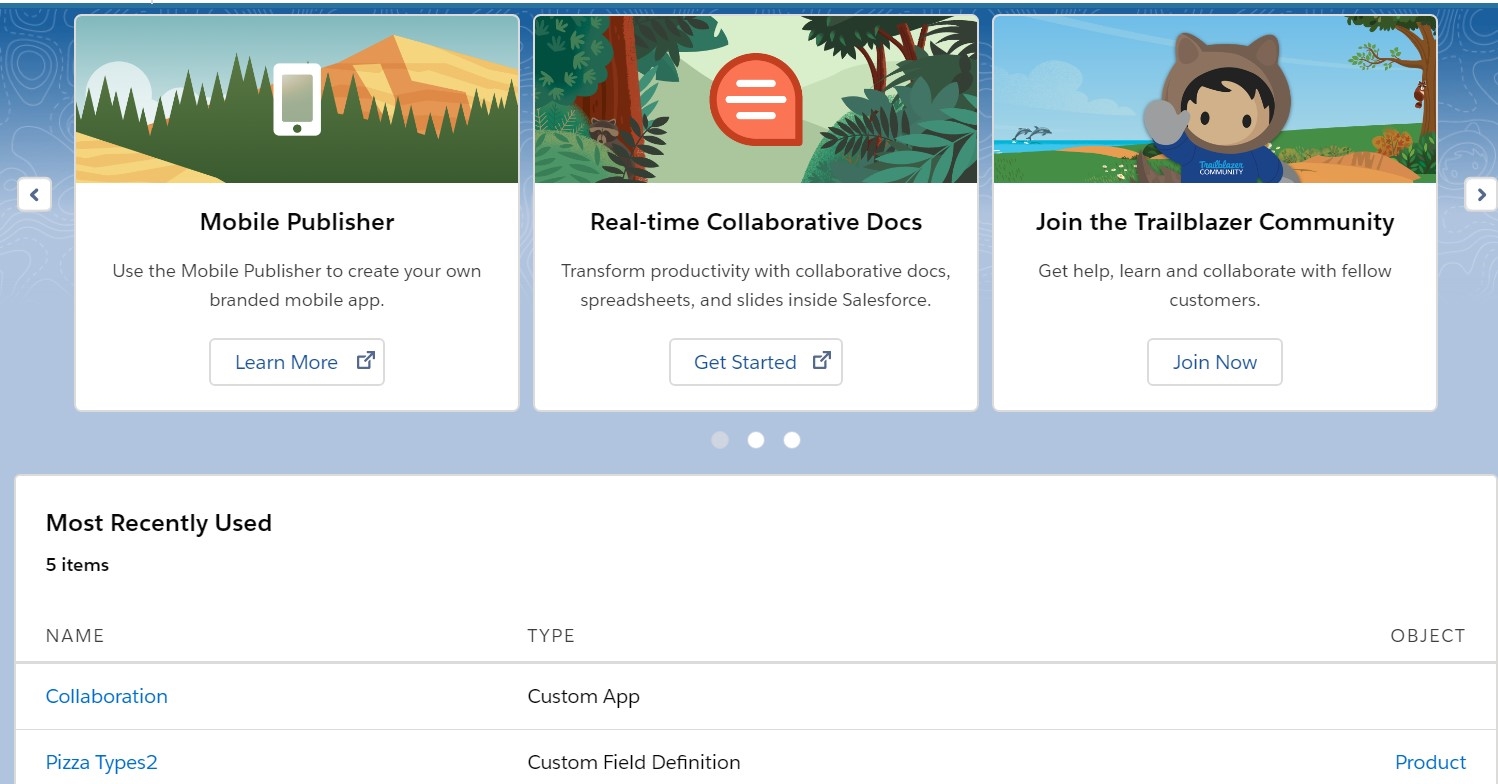 Trailblazer
COMMUNITY
Mobile Publisher
Use the Mobile Publisher to create your own
branded mobile app.
Learn More
Real-time Collaborative Docs
Transform productivity with collaborative docs,
spreadsheets, and slides inside Salesforce.
Get Started
Join the Trailblazer Community
Get help, learn and collaborate with fellow
customers.
Join Now
Most Recently Used
5 items
NAME TYPE OBJECT
Collaboration Custom App
Pizza Types2 Custom Field Definition Product